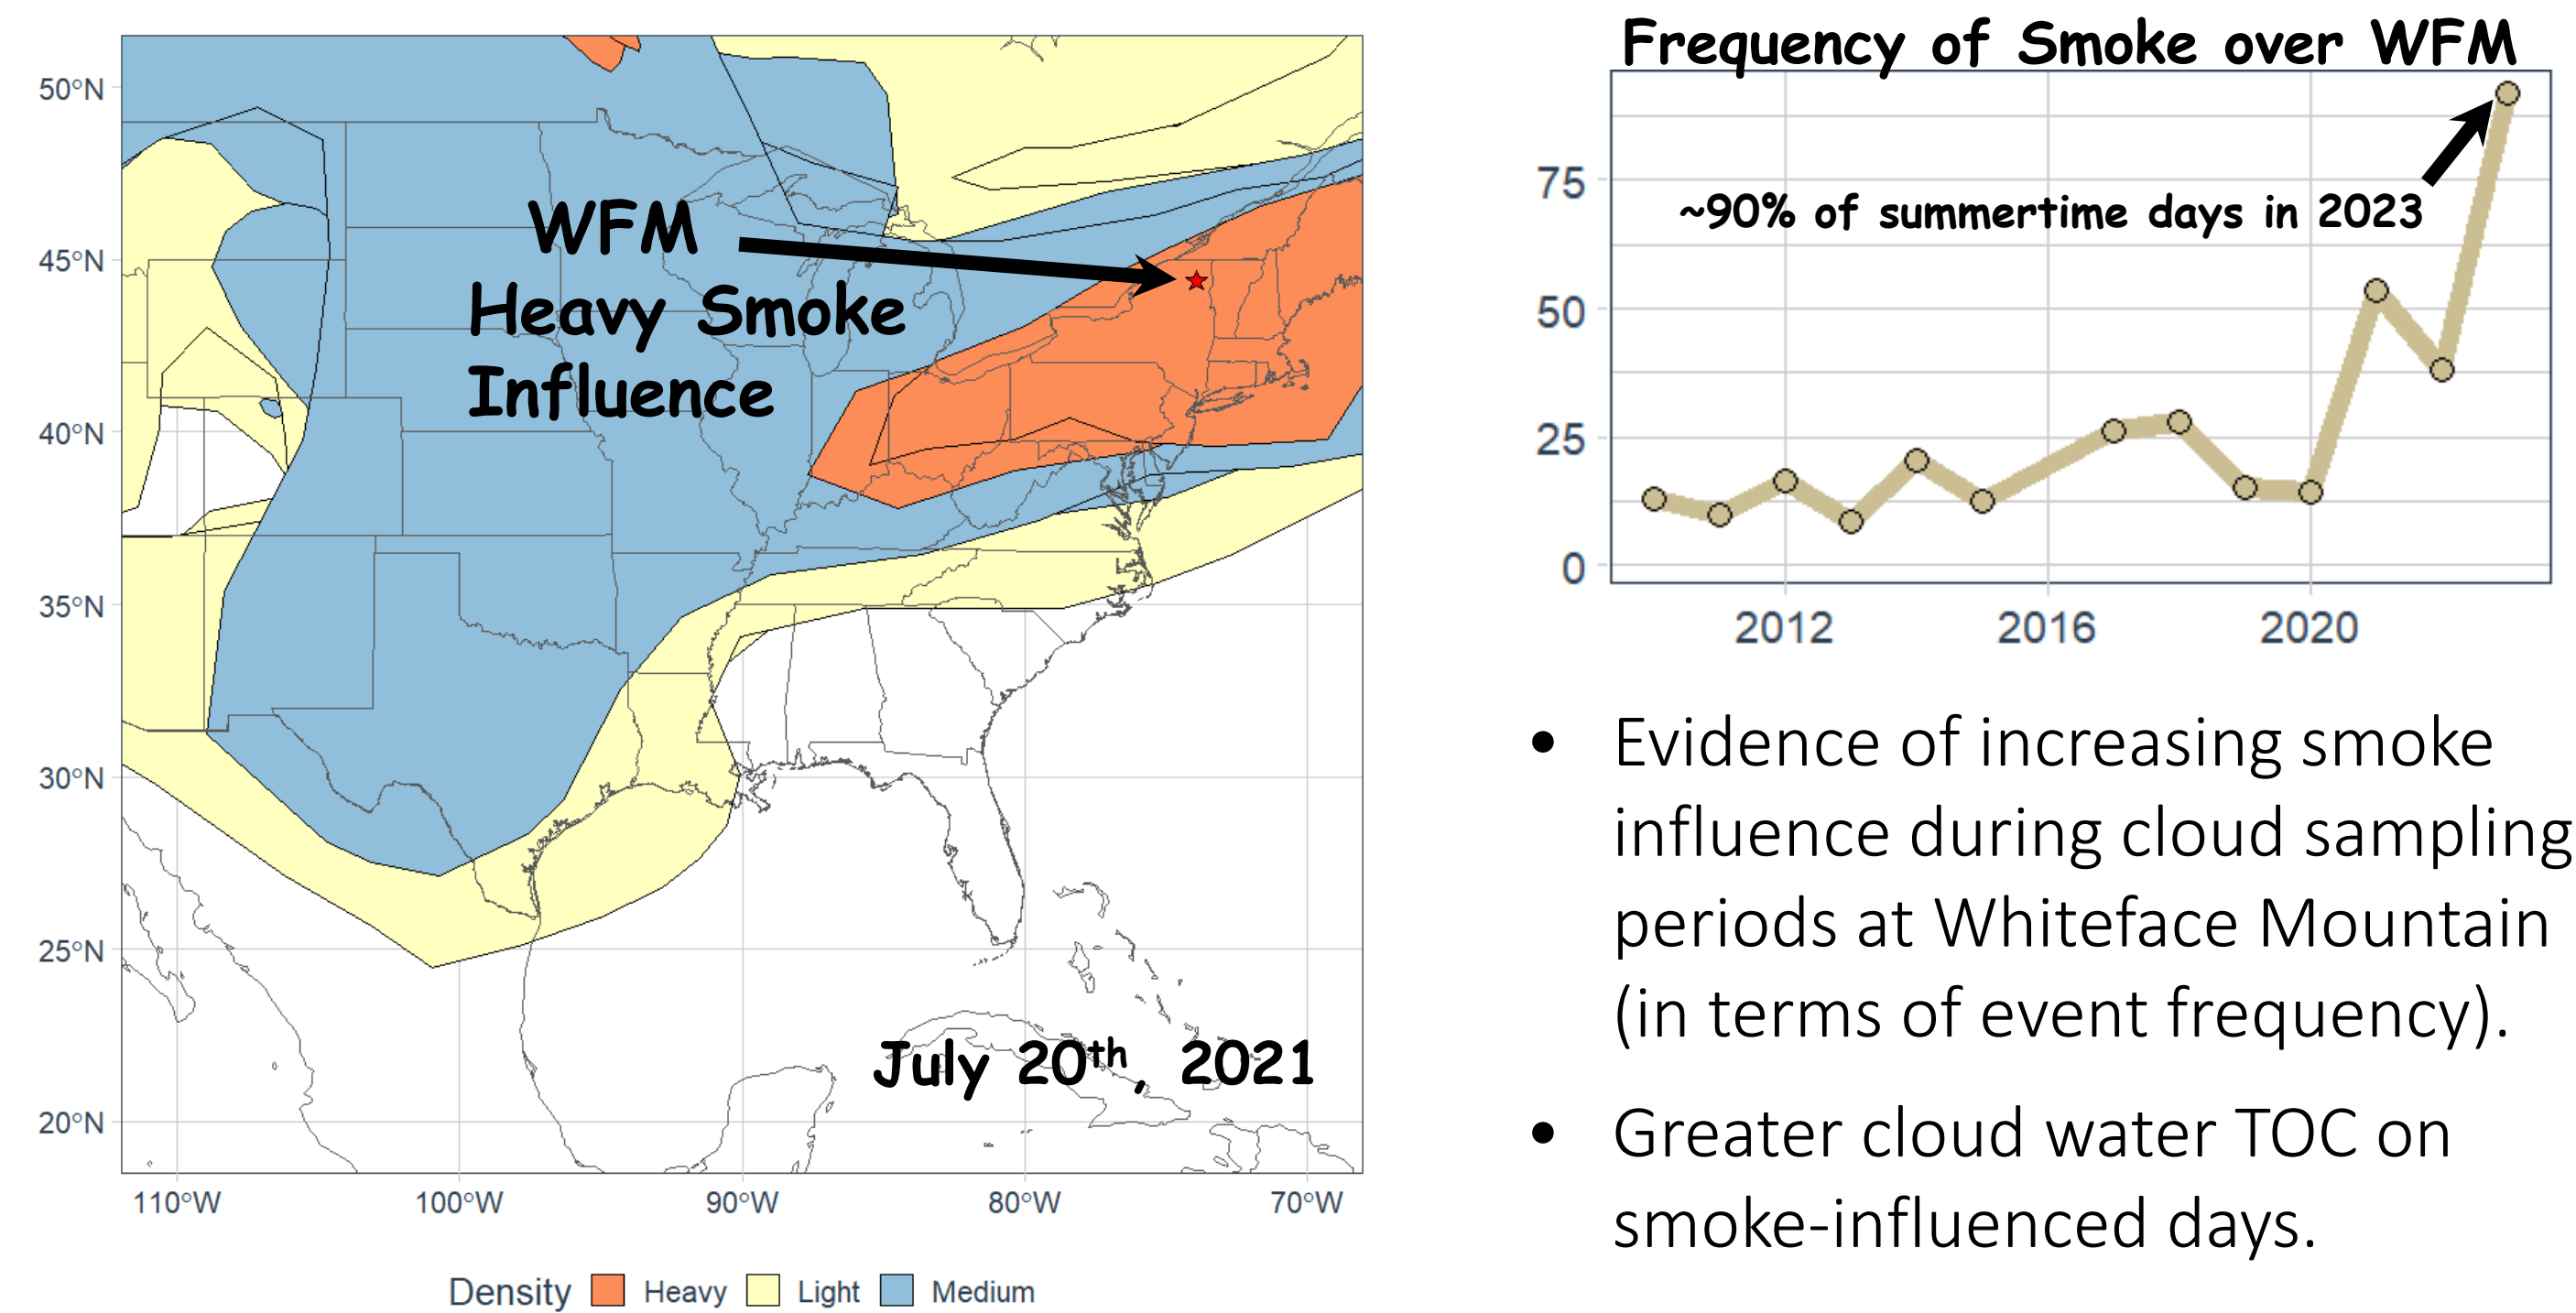 50°N
45°N
40°N
35°N
30°N
25°N
20°N
WFM
Heavy Smoke
Influence
July 20th, 2021
110°W 100°W 90°W 80°W 70°W
Density Heavy Light Medium
Frequency of Smoke over WFM
75
50
25
0
~90% of summertime days in 2023
2012 2016 2020
• Evidence of increasing smoke
influence during cloud sampling
periods at Whiteface Mountain
(in terms of event frequency).
• Greater cloud water TOC on
smoke-influenced days.